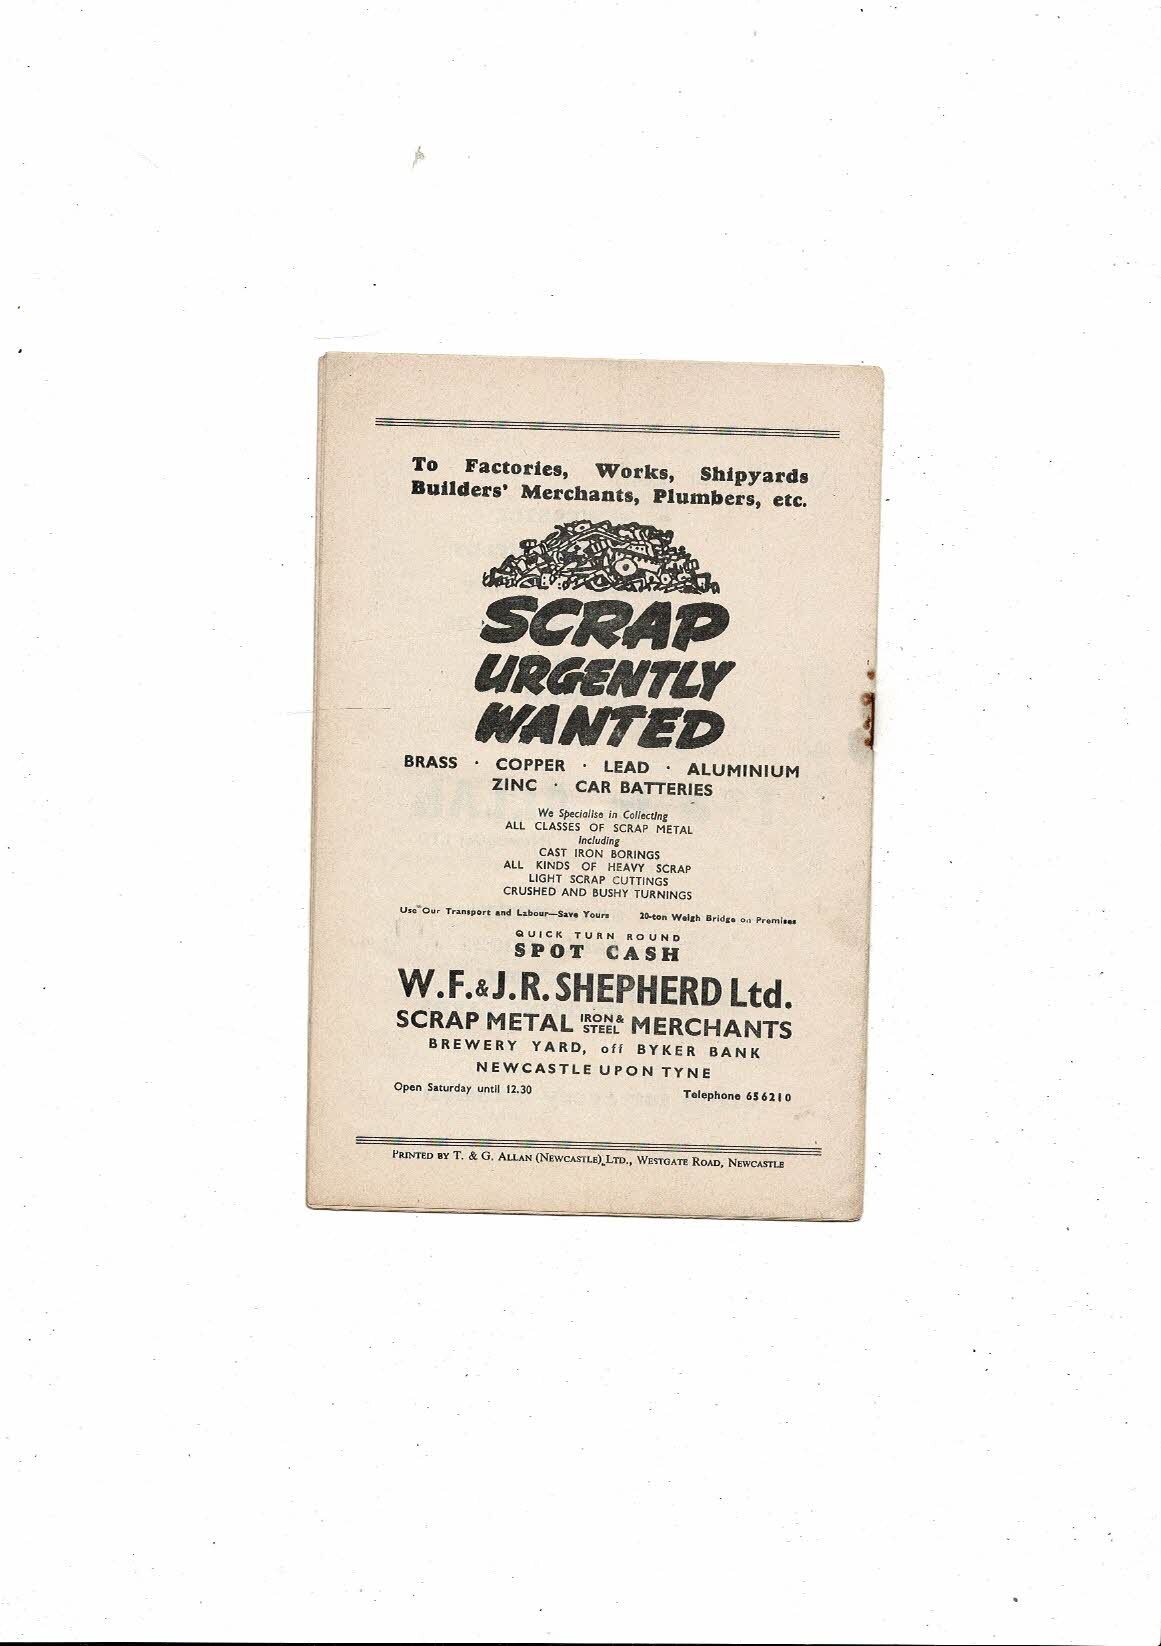 To Factories, Works, Shipyards
Builders' Merchants, Plumbers, etc.
SCRAP
URGENTLY
WANTED
BRASS · COPPER · LEAD · ALUMINIUM
ZINC · CAR BATTERIES
We Specialise in Collecting
ALL CLASSES OF SCRAP METAL
including
CAST IRON BORINGS
ALL KINDS OF HEAVY SCRAP
LIGHT SCRAP CUTTINGS
CRUSHED AND BUSHY TURNINGS
Use Our Transport and Labour—Save Yours 20-ton Weigh Bridge on Premises
QUICK TURN ROUND
SPOT CASH
W.F.&J.R. SHEPHERD Ltd.
SCRAP METAL IRON & STEEL MERCHANTS
BREWERY YARD, off BYKER BANK
NEWCASTLE UPON TYNE
Open Saturday until 12.30 Telephone 656210
PRINTED BY T. & G. ALLAN (NEWCASTLE), LTD., WESTGATE ROAD, NEWCASTLE